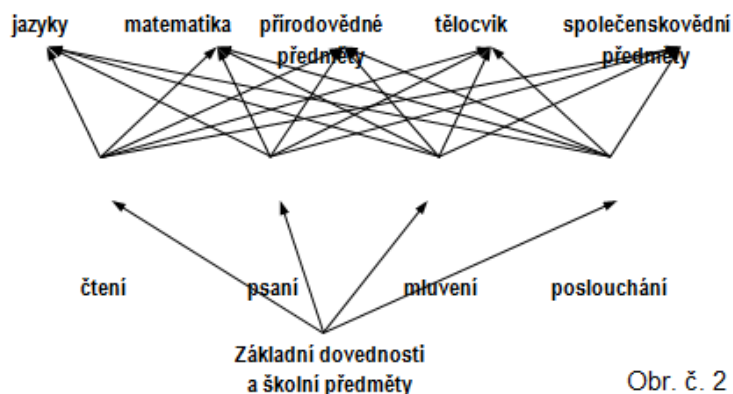 jazyky matematika přírodovědné tělocvik společenskovědní
předměty předměty
čtení psaní mluvení poslouchání
Základní dovednosti
a školní předměty
Obr. č. 2